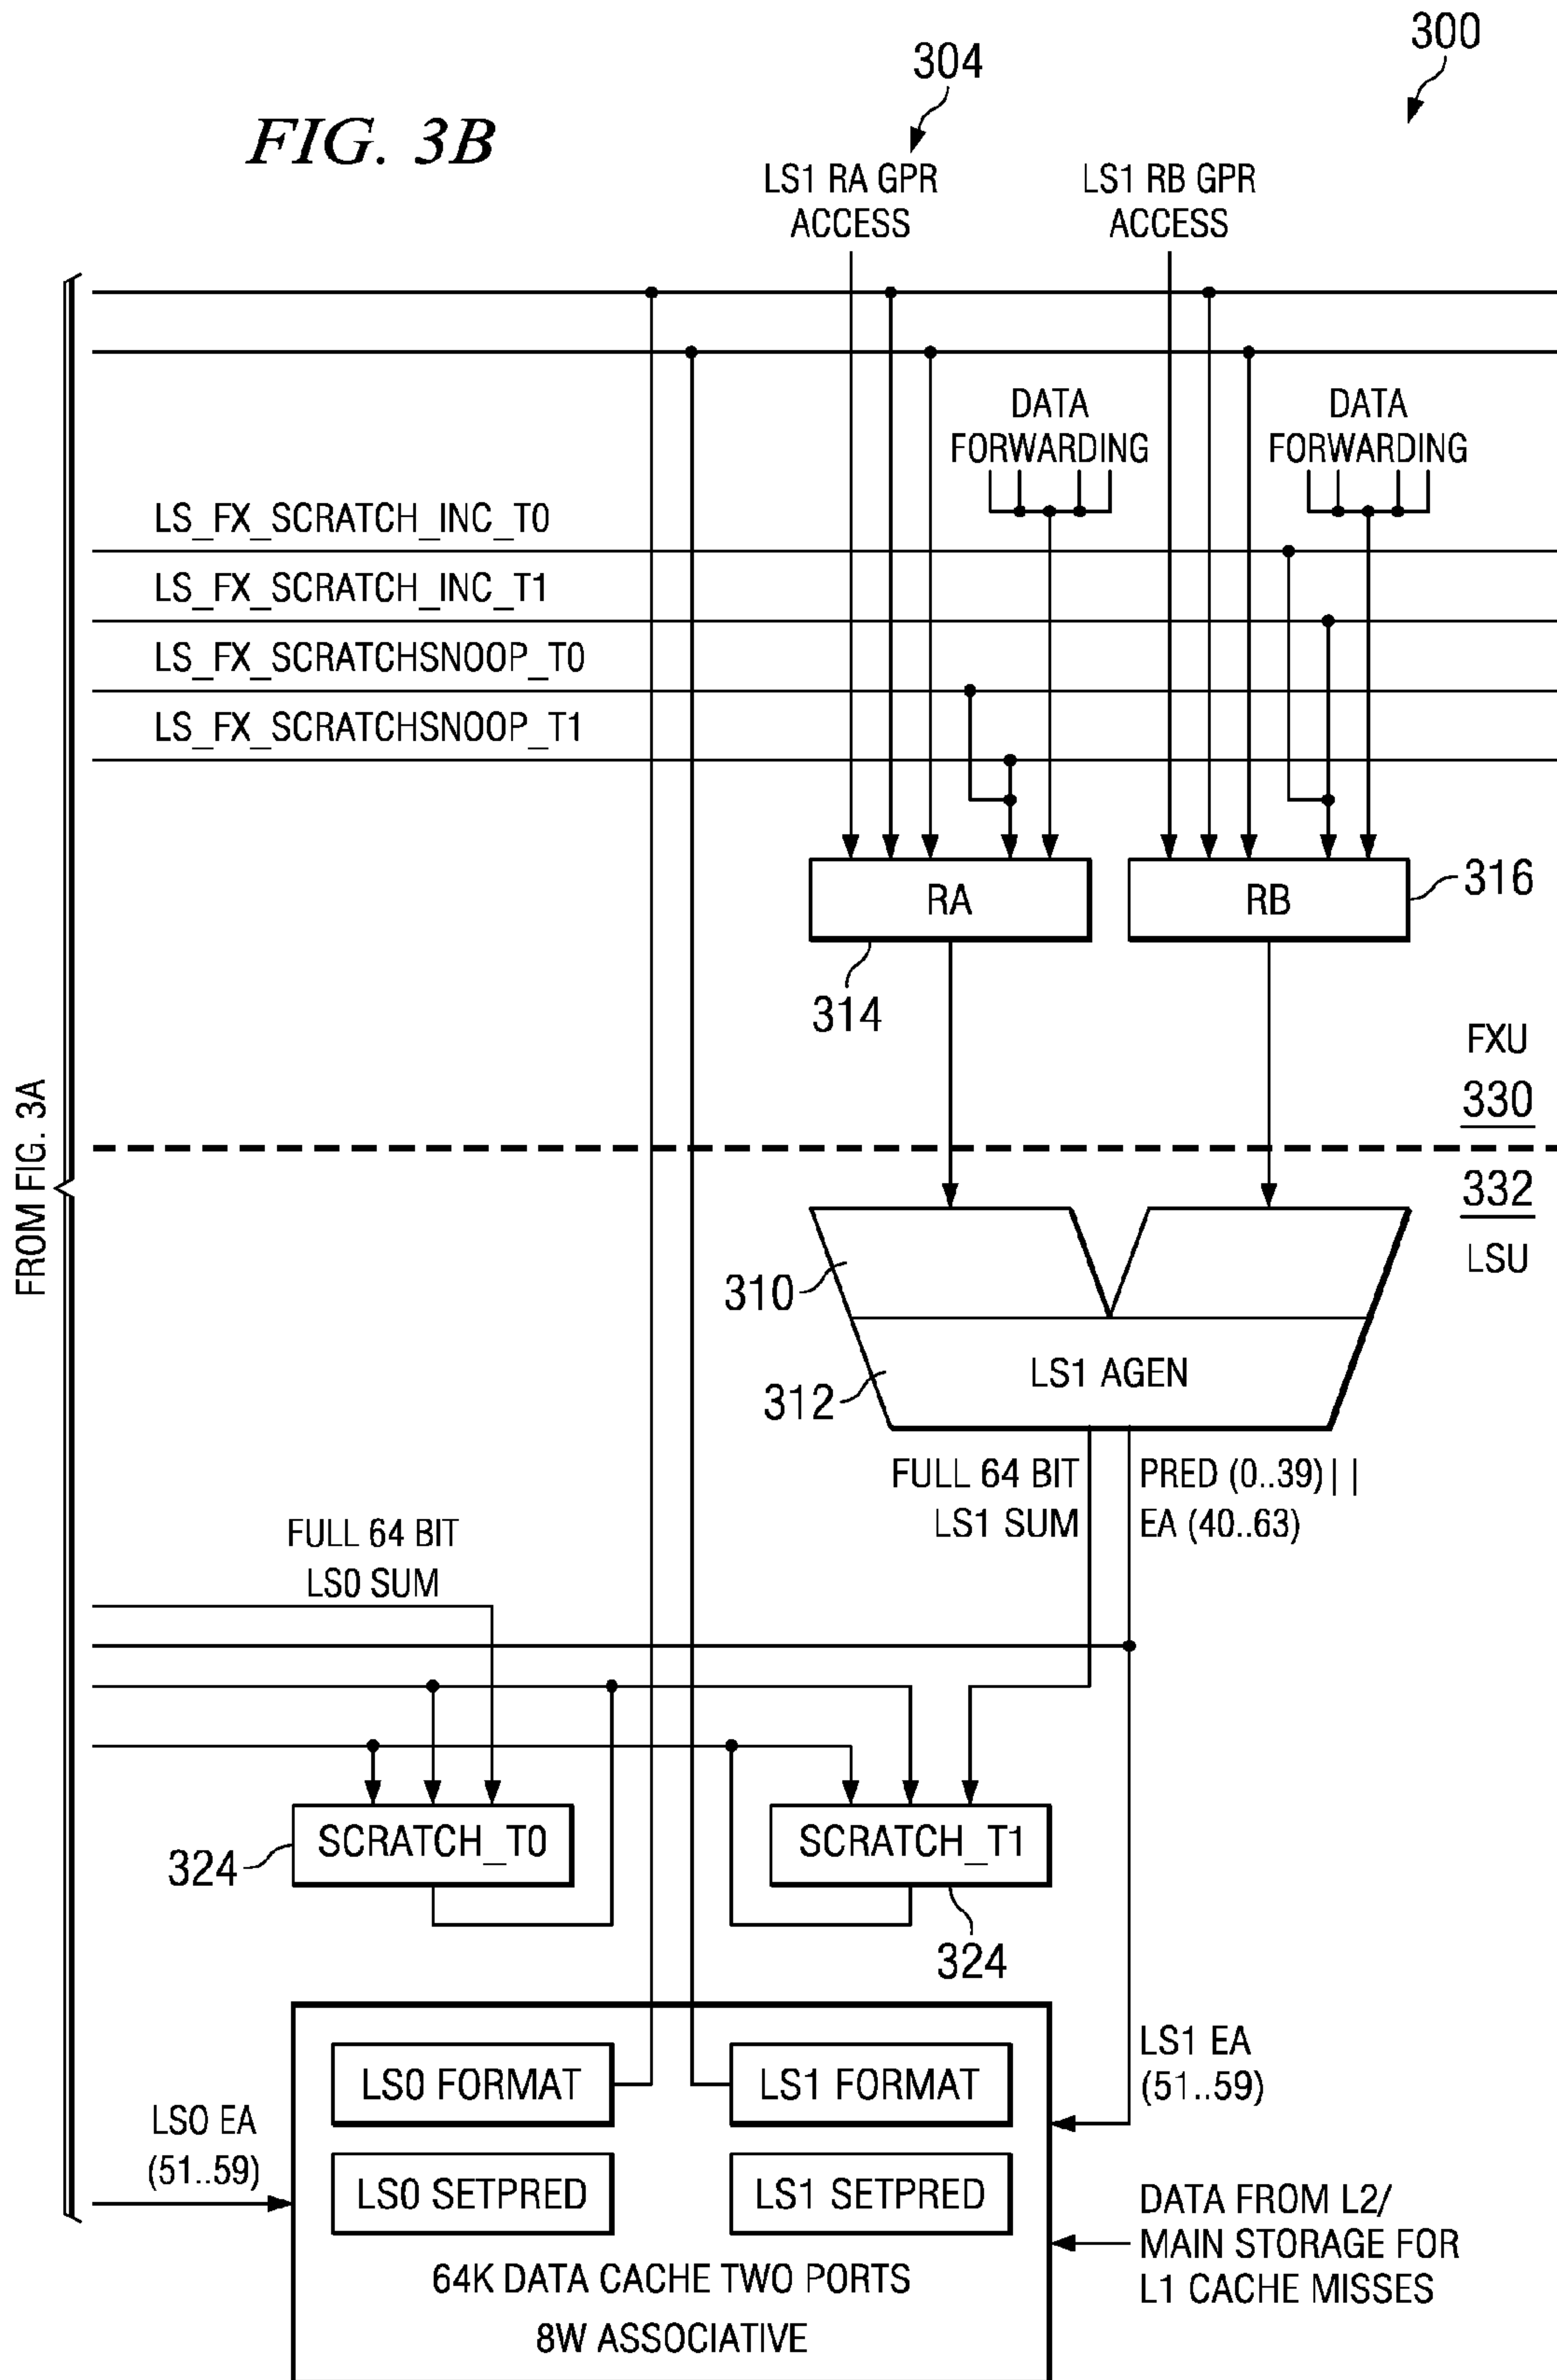 FIG. 3B
304
300
LS1 RA GPR
ACCESS
LS1 RB GPR
ACCESS
DATA
FORWARDING
DATA
FORWARDING
LS_FX_SCRATCH_INC_T0
LS_FX_SCRATCH_INC_T1
LS_FX_SCRATCHSNOOP_T0
LS_FX_SCRATCHSNOOP_T1
RA
RB
316
314
FXU
330
FROM FIG. 3A
332
LSU
310
312
LS1 AGEN
FULL 64 BIT
LS1 SUM
PRED (0..39) | |
EA (40..63)
FULL 64 BIT
LS0 SUM
SCRATCH_T0
324
SCRATCH_T1
324
LS0 FORMAT
LS1 FORMAT
LS1 EA
(51..59)
LS0 EA
(51..59)
LS0 SETPRED
LS1 SETPRED
DATA FROM L2/
MAIN STORAGE FOR
L1 CACHE MISSES
64K DATA CACHE TWO PORTS
8W ASSOCIATIVE